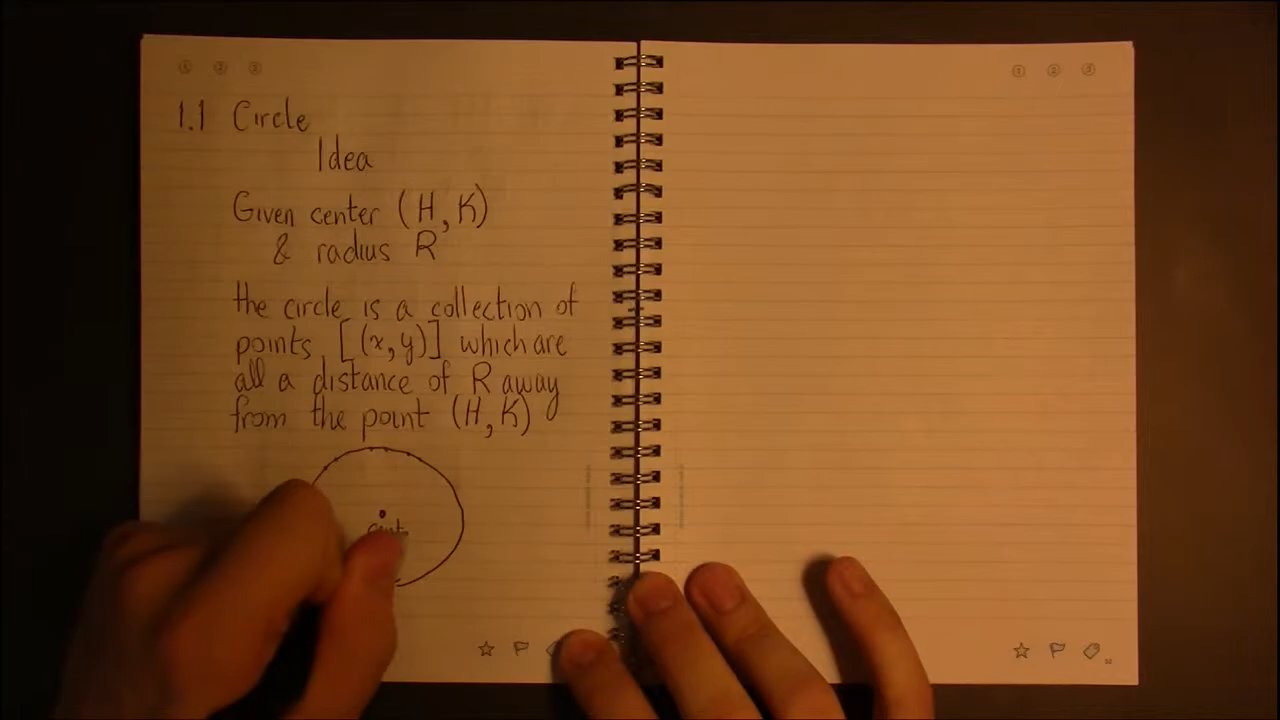 1.1 Circle
Idea
Given center (H, K)
& radius R
the circle is a collection of
points [(x, y)] which are
all a distance of R away
from the point (H, K)